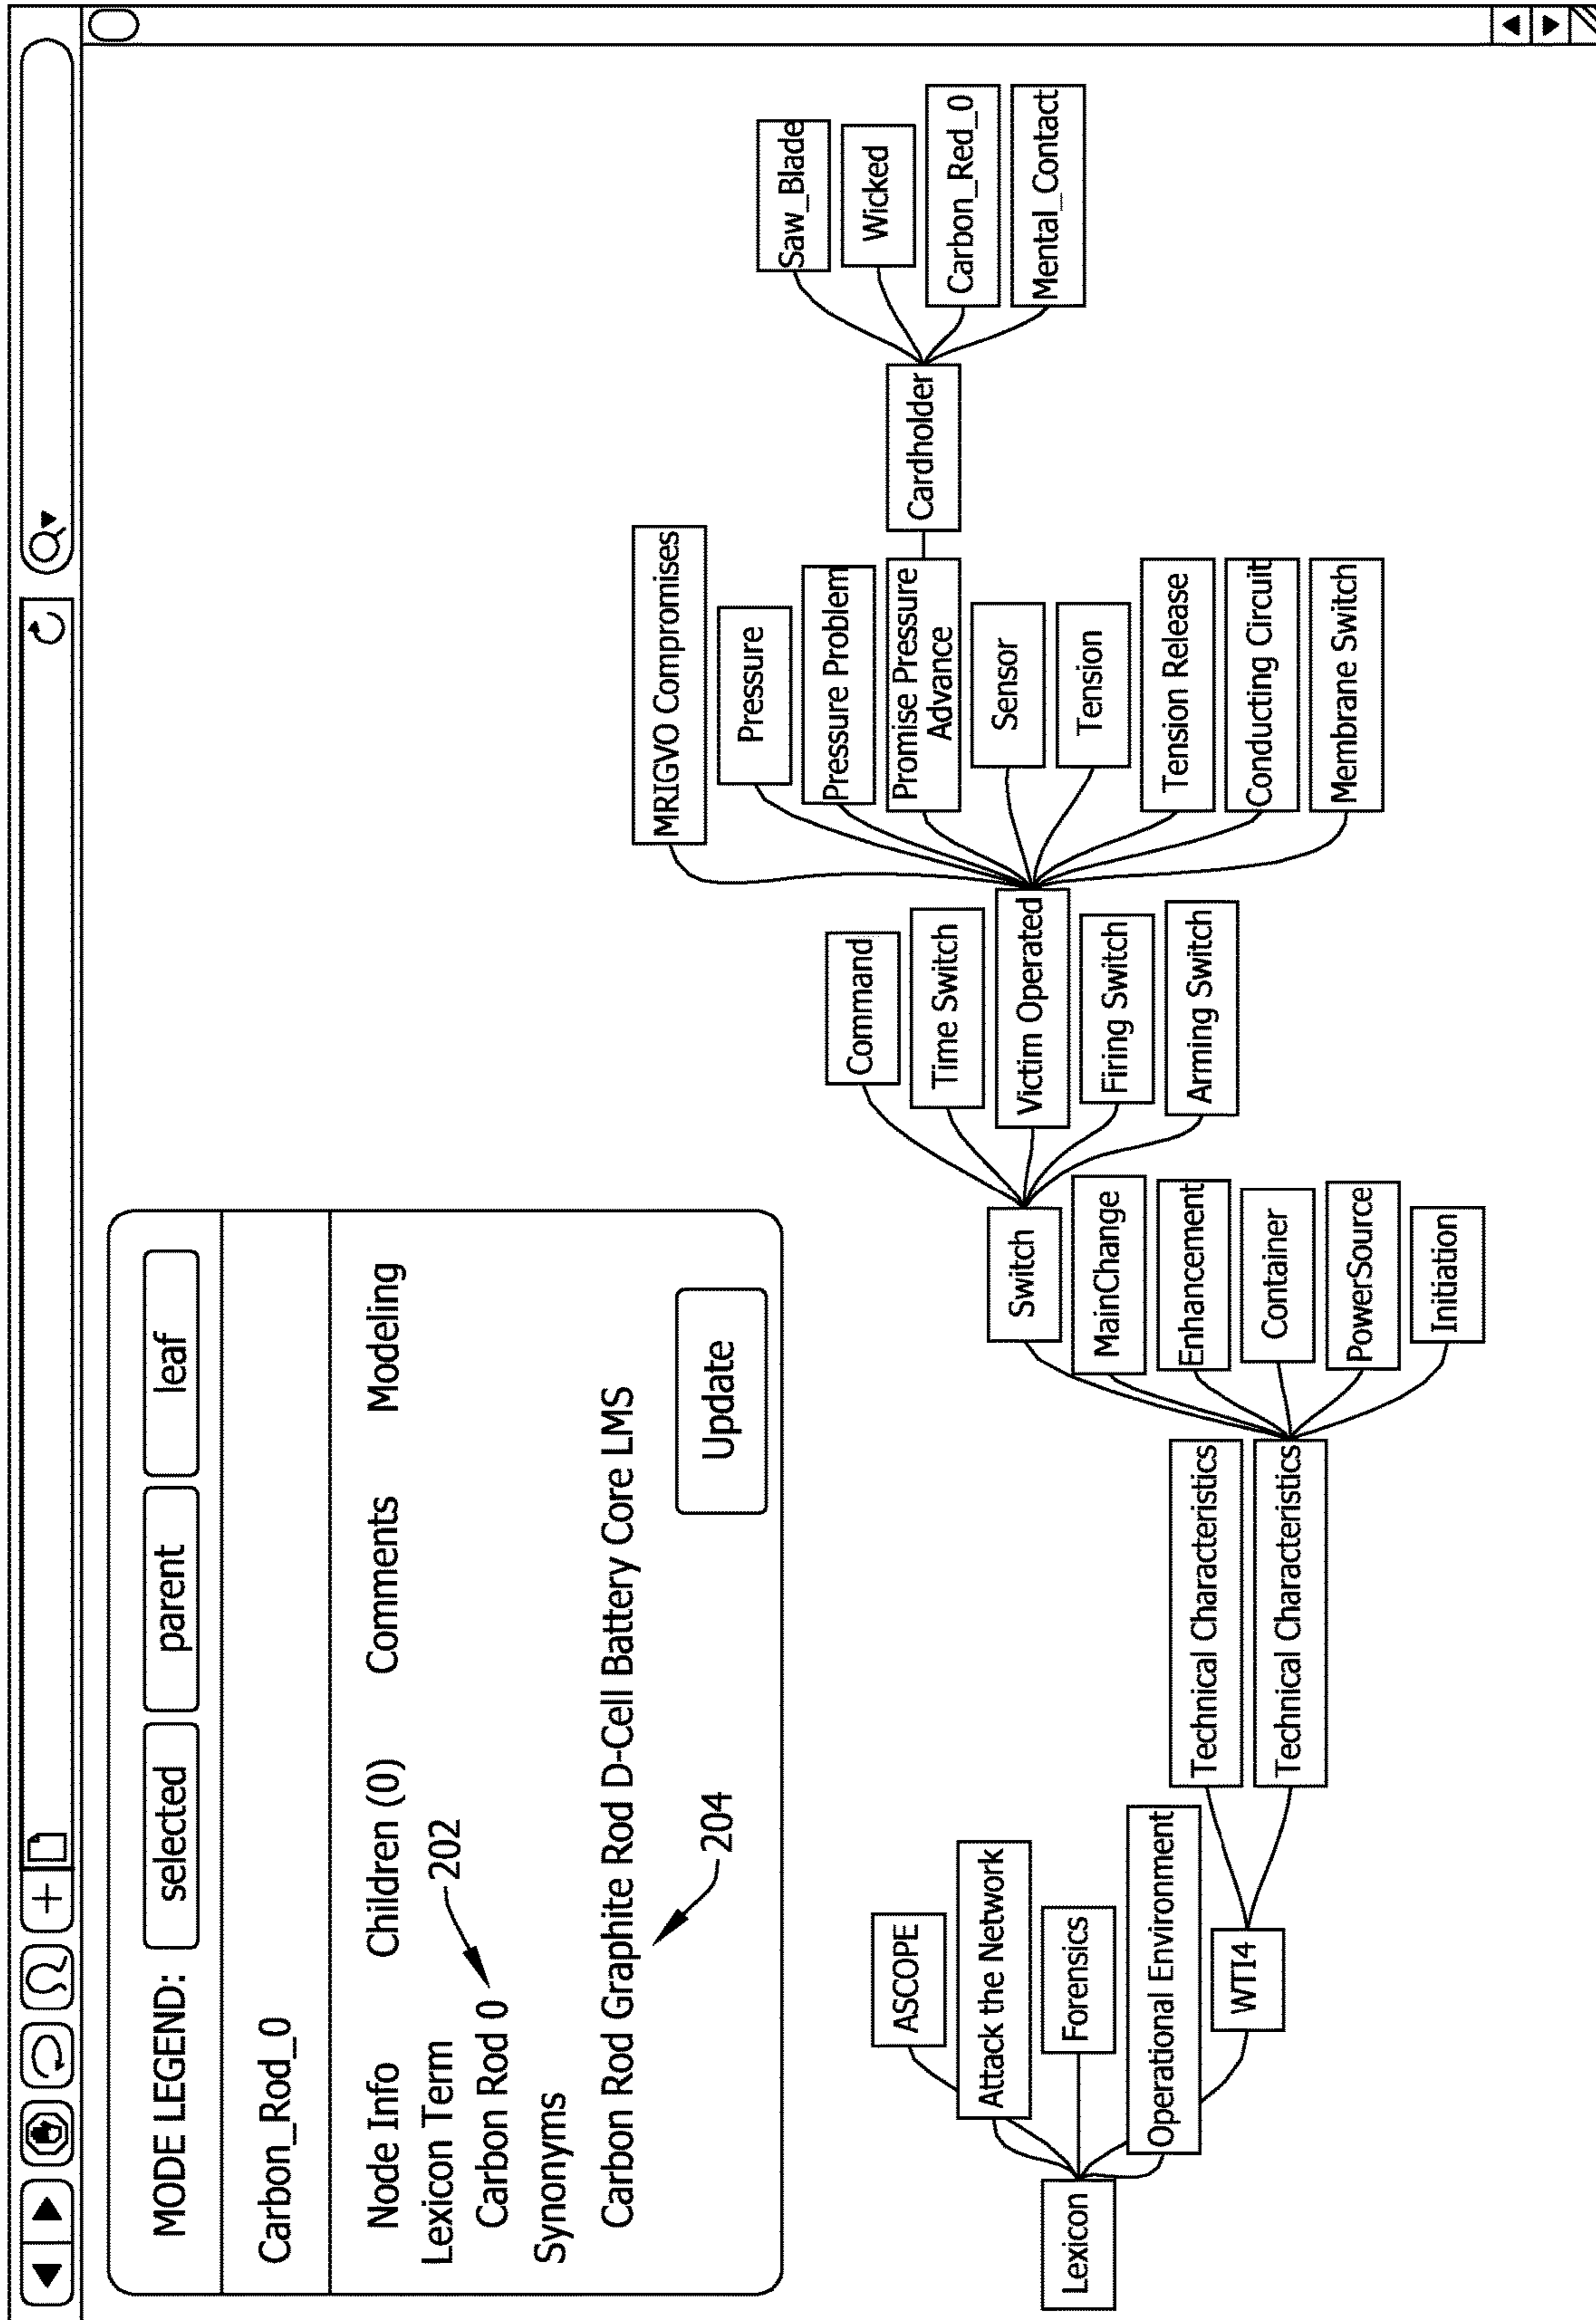 MODE LEGEND:
selected
parent
leaf
Carbon_Rod_0
Node Info
Children (0)
Comments
Modeling
Lexicon Term
202
Carbon Rod 0
Synonyms
Carbon Rod Graphite Rod D-Cell Battery Core LMS
204
Update
Lexicon
ASCOPE
Attack the Network
Forensics
Operational Environment
WTI4
Technical Characteristics
Technical Characteristics
Switch
MainChange
Enhancement
Container
PowerSource
Initiation
Command
Time Switch
Victim Operated
Firing Switch
Arming Switch
MRIGVO Compromises
Pressure
Pressure Problem
Promise Pressure
Advance
Sensor
Tension
Tension Release
Conducting Circuit
Membrane Switch
Cardholder
Saw_Blade
Wicked
Carbon_Red_0
Mental_Contact